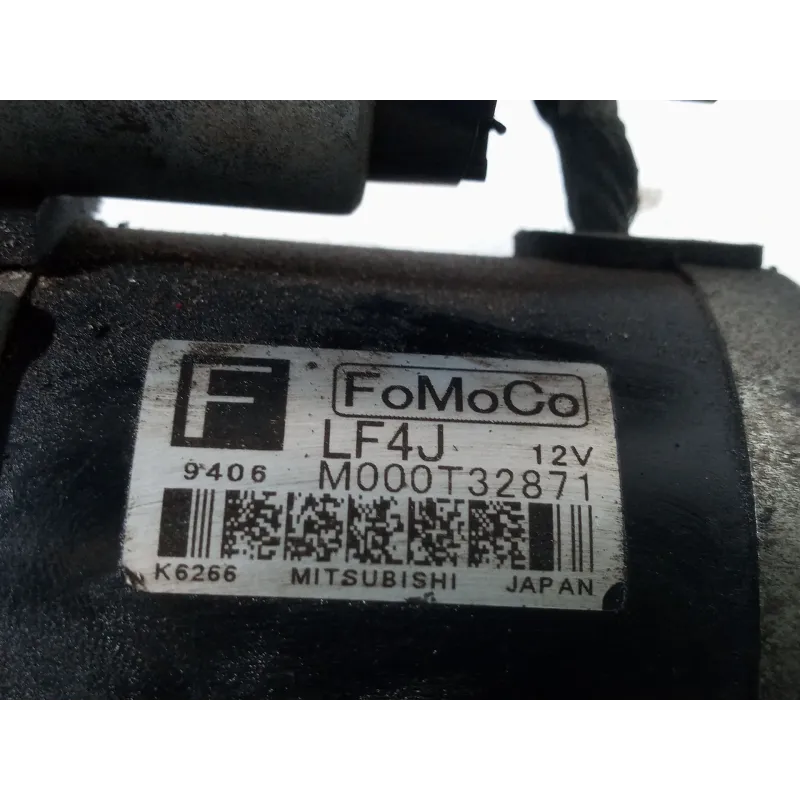 F FoMoCo
LF4J 12V
9406 M000T32871
K6266 MITSUBISHI JAPAN